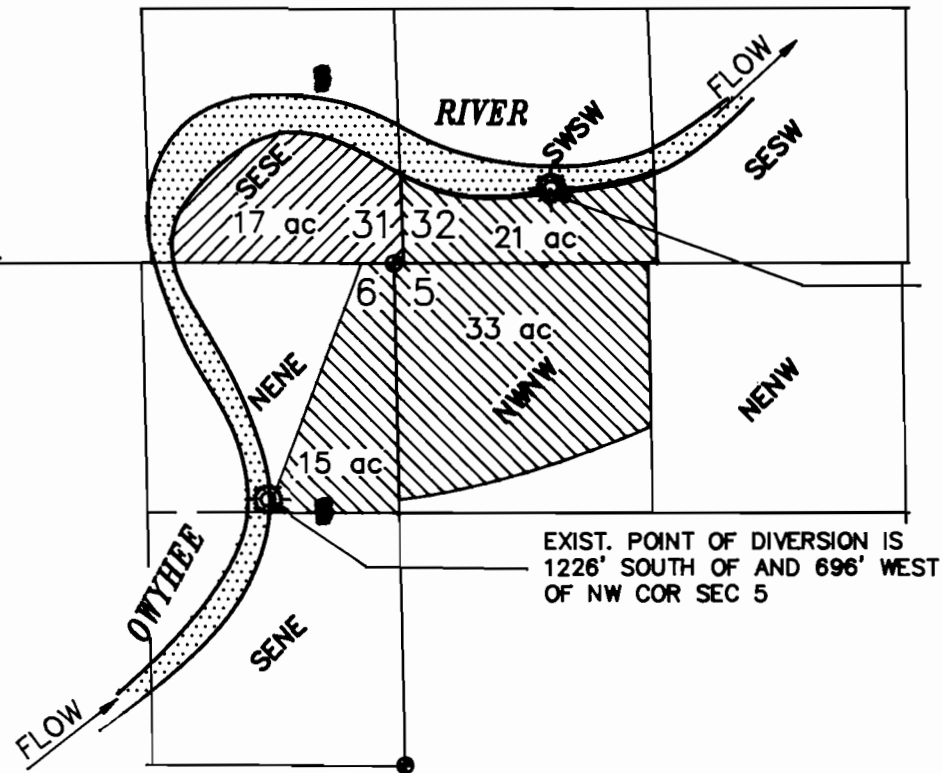 FLOW
RIVER
SWSW
SESW
SESE
17 ac
31
32
21 ac
6
5
33 ac
NENE
NWNW
NENW
15 ac
EXIST. POINT OF DIVERSION IS
1226' SOUTH OF AND 696' WEST
OF NW COR SEC 5
OWYHEE
SENE
FLOW